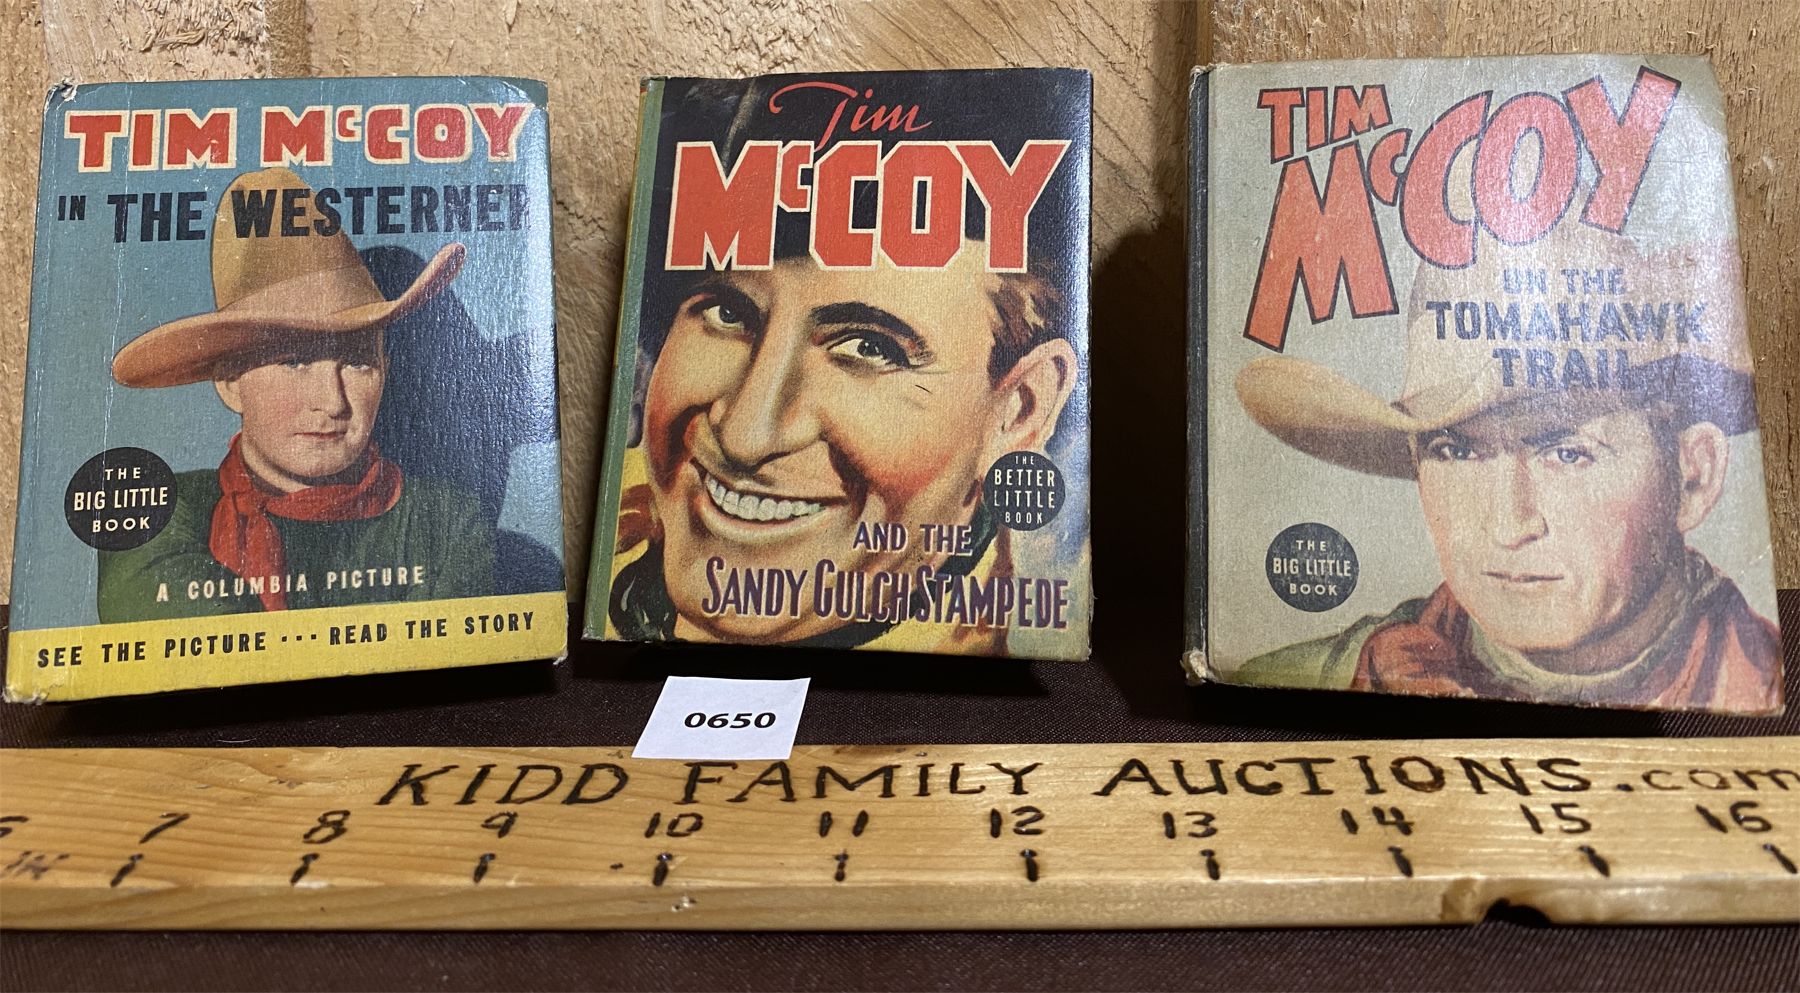 TIM McCOY
IN THE WESTERNER
THE
BIG LITTLE
BOOK
A COLUMBIA PICTURE
SEE THE PICTURE ... READ THE STORY
Tim
McCOY
THE
BETTER
LITTLE
BOOK
AND THE
SANDY GULCH STAMPEDE
TIM
McCOY
ON THE
TOMAHAWK
TRAIL
THE
BIG LITTLE
BOOK
0650
KIDD FAMILY AUCTIONS.com
7 8 9 10 11 12 13 14 15 16